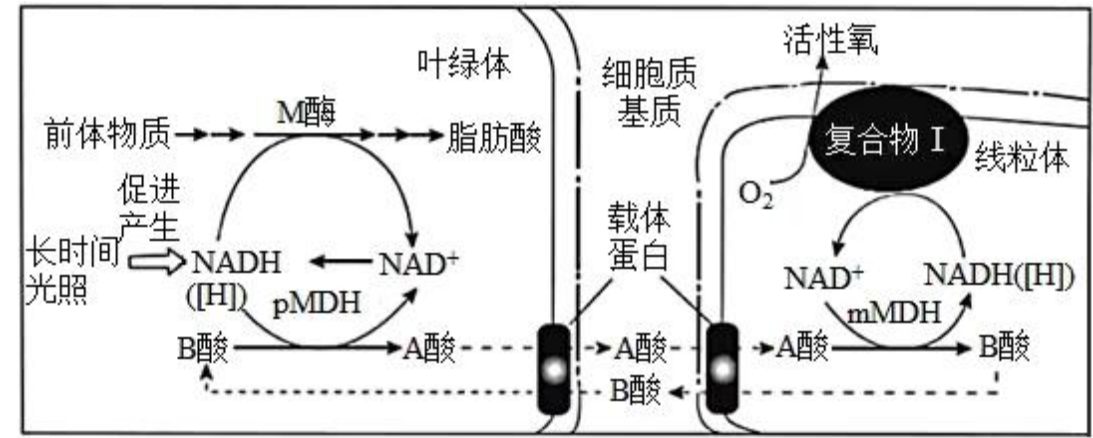 活性氧
叶绿体
细胞质
基质
M酶
前体物质
脂肪酸
复合物Ⅰ
线粒体
O₂
促进
产生
长时间
光照
NADH
([H])
NAD⁺
pMDH
载体
蛋白
NAD⁺
NADH([H])
mMDH
B酸
A酸
A酸
A酸
B酸
B酸